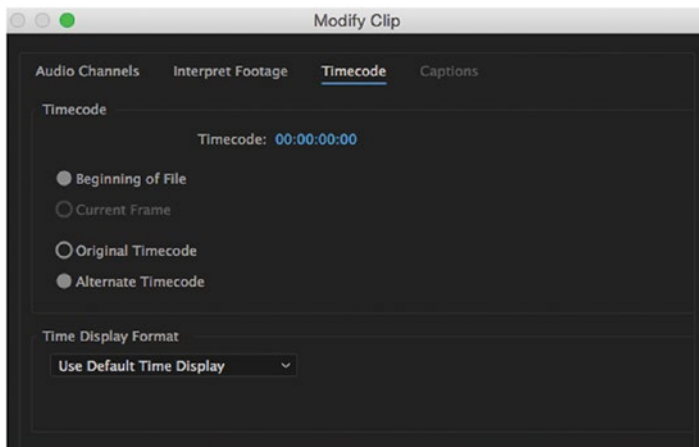 Modify Clip
Audio Channels Interpret Footage Timecode Captions
Timecode
Timecode: 00:00:00:00
Beginning of File
Current Frame
Original Timecode
Alternate Timecode
Time Display Format
Use Default Time Display